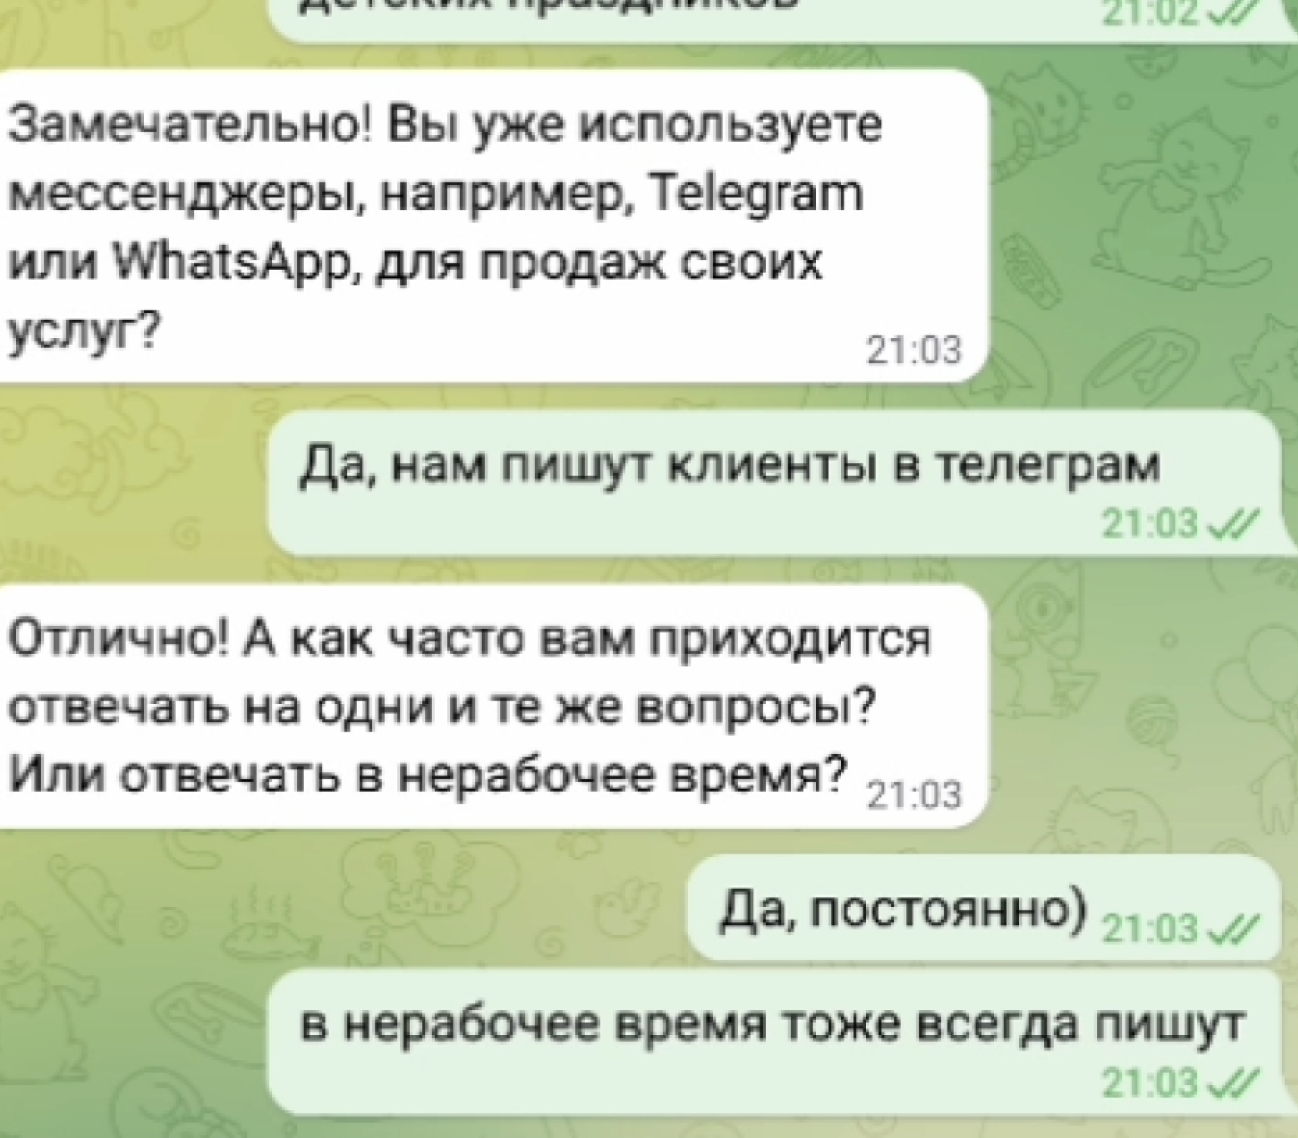 детских праздников
21:02
Замечательно! Вы уже используете
мессенджеры, например, Telegram
или WhatsApp, для продаж своих
услуг?
21:03
Да, нам пишут клиенты в телеграм
21:03
Отлично! А как часто вам приходится
отвечать на одни и те же вопросы?
Или отвечать в нерабочее время? 21:03
Да, постоянно) 21:03
в нерабочее время тоже всегда пишут
21:03